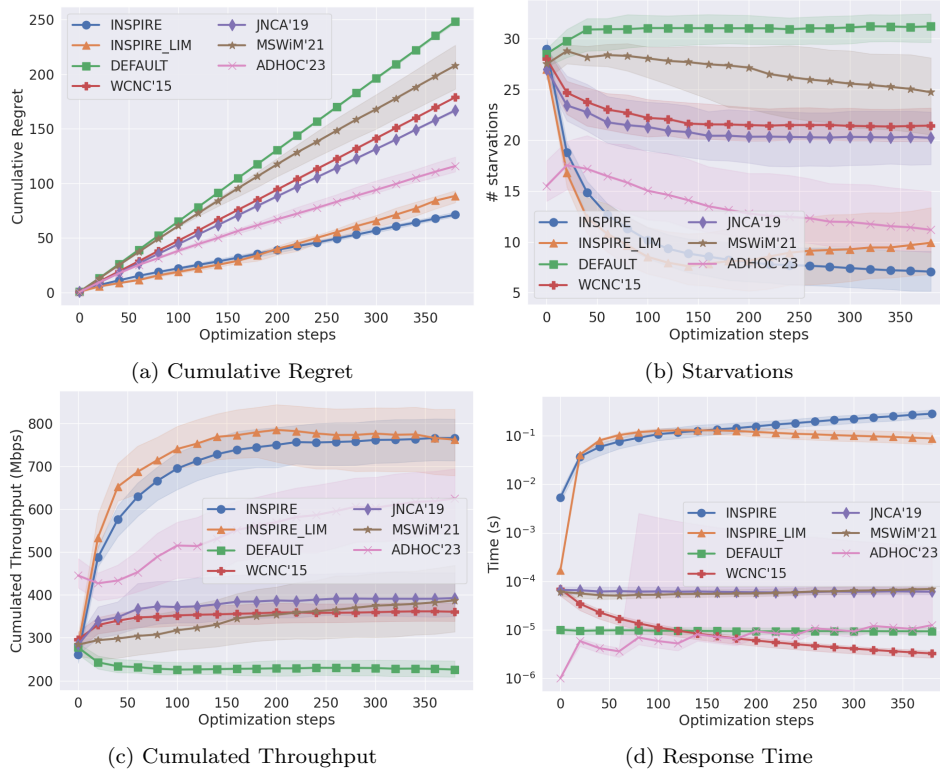 250
200
150
100
50
0
Cumulative Regret
INSPIRE
INSPIRE_LIM
DEFAULT
WCNC'15
JNCA'19
MSWiM'21
ADHOC'23
0 50 100 150 200 250 300 350
Optimization steps
(a) Cumulative Regret
30
25
20
15
10
5
# starvations
INSPIRE
INSPIRE_LIM
DEFAULT
WCNC'15
JNCA'19
MSWiM'21
ADHOC'23
0 50 100 150 200 250 300 350
Optimization steps
(b) Starvations
800
700
600
500
400
300
200
Cumulated Throughput (Mbps)
INSPIRE
INSPIRE_LIM
DEFAULT
WCNC'15
JNCA'19
MSWiM'21
ADHOC'23
0 50 100 150 200 250 300 350
Optimization steps
(c) Cumulated Throughput
10⁻¹
10⁻²
10⁻³
10⁻⁴
10⁻⁵
10⁻⁶
Time (s)
INSPIRE
INSPIRE_LIM
DEFAULT
WCNC'15
JNCA'19
MSWiM'21
ADHOC'23
0 50 100 150 200 250 300 350
Optimization steps
(d) Response Time